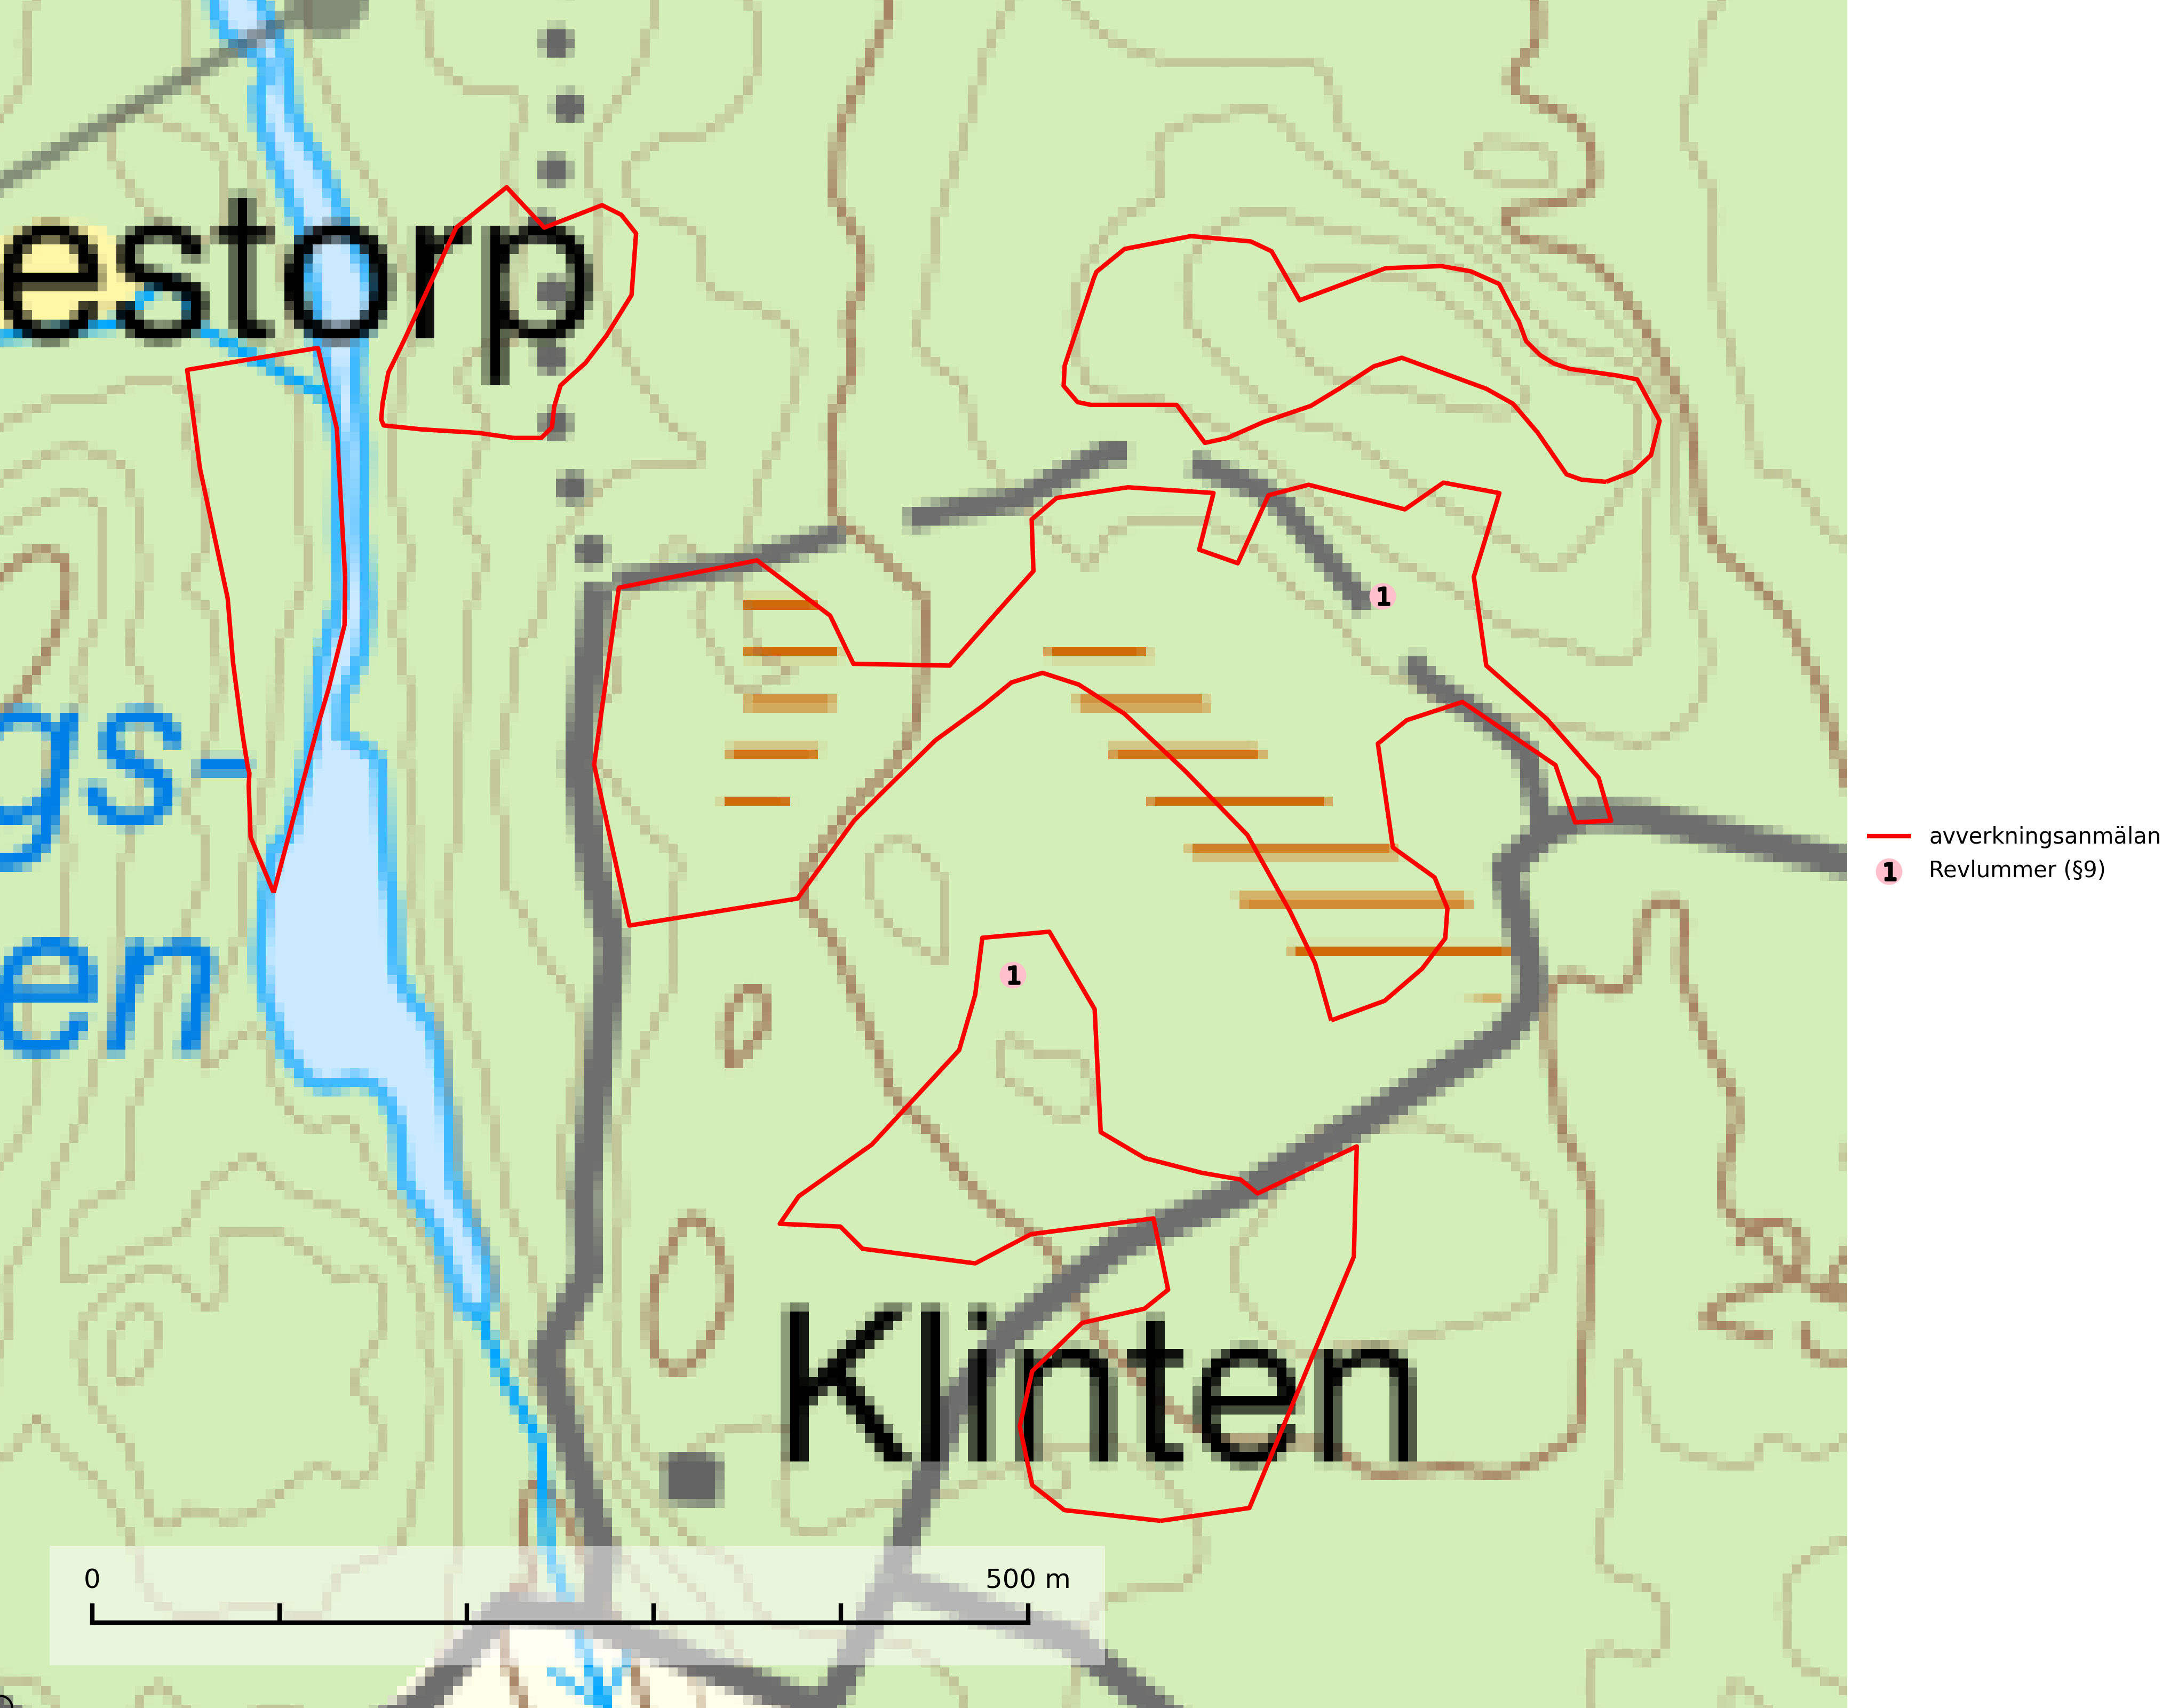 estorp
1
gs-
en
1
Klinten
0 500 m
avverkningsanmälan
1 Revlummer (§9)